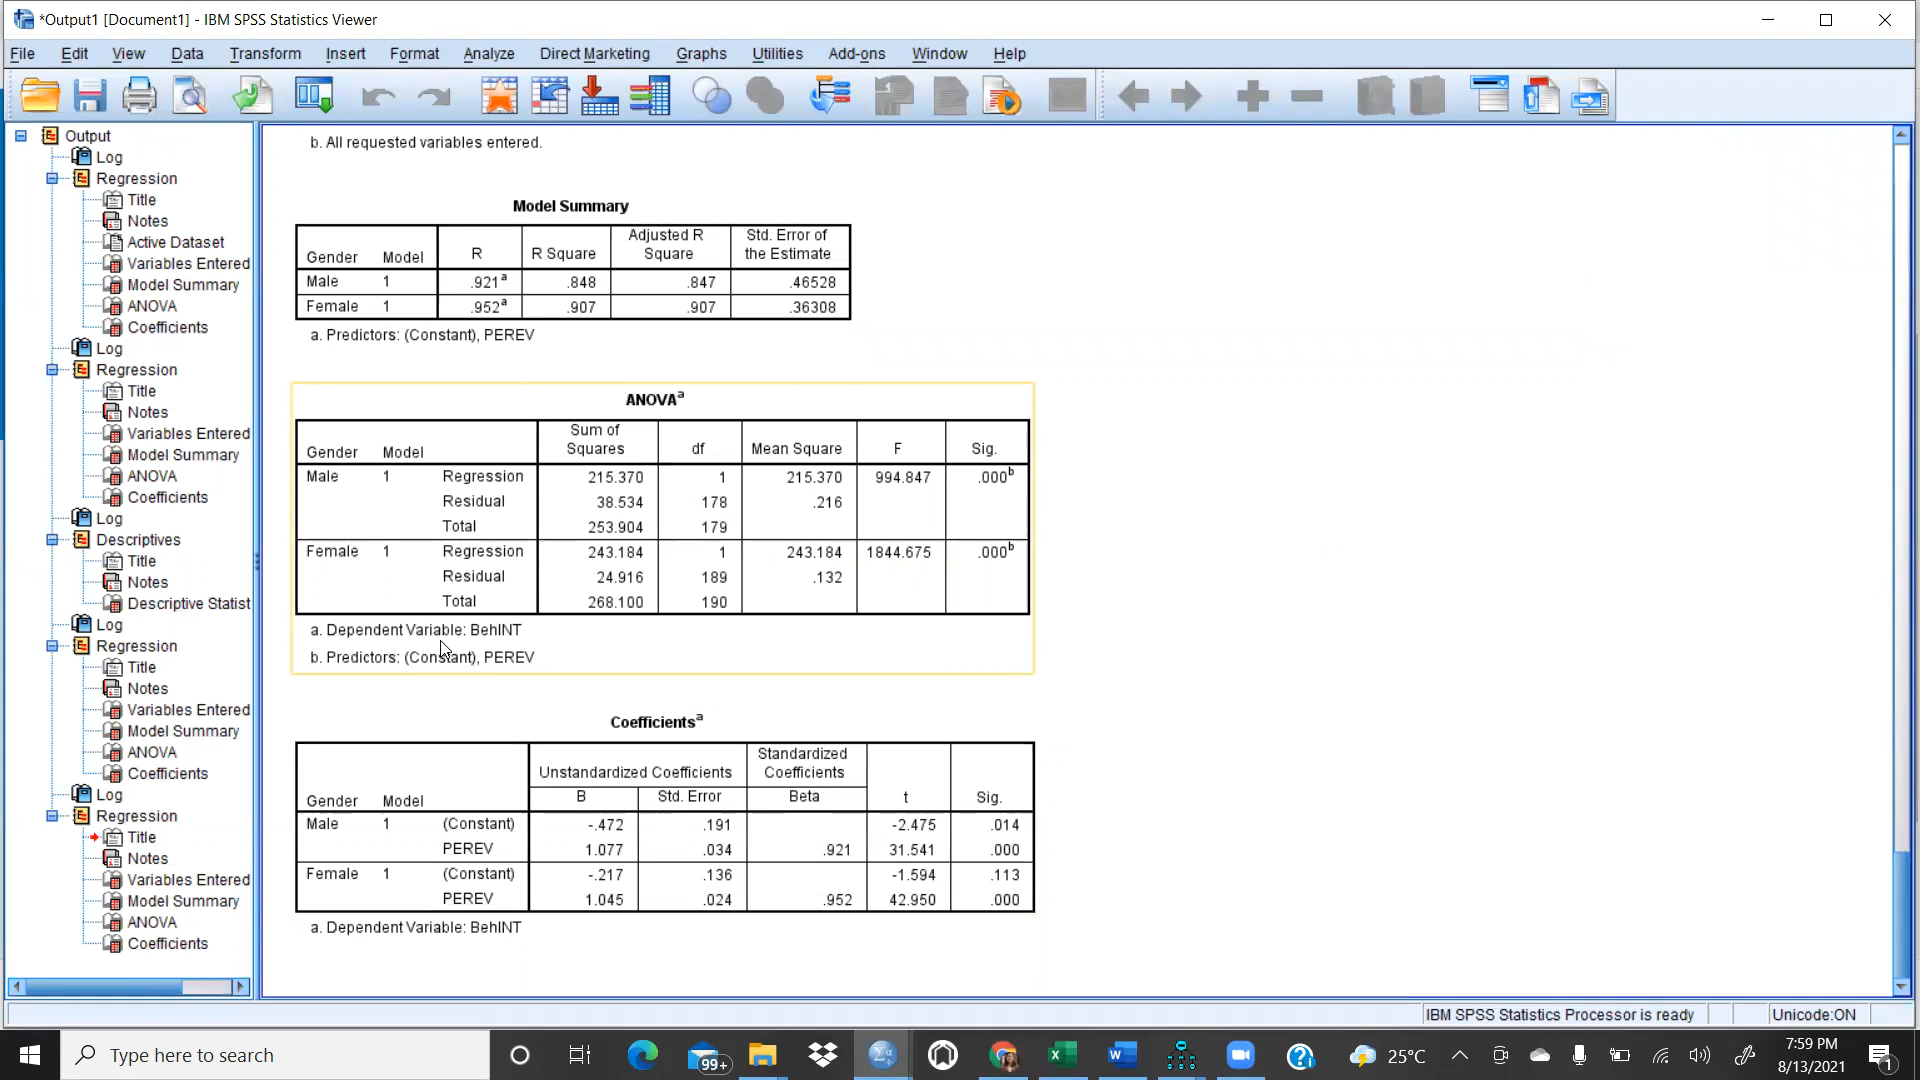 *Output1 [Document1] - IBM SPSS Statistics Viewer
File Edit View Data Transform Insert Format Analyze Direct Marketing Graphs Utilities Add-ons Window Help
Output
Log
Regression
Title
Notes
Active Dataset
Variables Entered
Model Summary
ANOVA
Coefficients
Log
Regression
Title
Notes
Variables Entered
Model Summary
ANOVA
Coefficients
Log
Descriptives
Title
Notes
Descriptive Statist
Log
Regression
Title
Notes
Variables Entered
Model Summary
ANOVA
Coefficients
Log
Regression
Title
Notes
Variables Entered
Model Summary
ANOVA
Coefficients
b. All requested variables entered.
Model Summary
Gender Model R R Square Adjusted R Square Std. Error of the Estimate
Male 1 .921a .848 .847 .46528
Female 1 .952a .907 .907 .36308
a. Predictors: (Constant), PEREV
ANOVAa
Gender Model Sum of Squares df Mean Square F Sig.
Male 1 Regression 215.370 1 215.370 994.847 .000b
Residual 38.534 178 .216
Total 253.904 179
Female 1 Regression 243.184 1 243.184 1844.675 .000b
Residual 24.916 189 .132
Total 268.100 190
a. Dependent Variable: BehINT
b. Predictors: (Constant), PEREV
Coefficientsa
Gender Model Unstandardized Coefficients Standardized Coefficients t Sig.
B Std. Error Beta
Male 1 (Constant) -.472 .191 -2.475 .014
PEREV 1.077 .034 .921 31.541 .000
Female 1 (Constant) -.217 .136 -1.594 .113
PEREV 1.045 .024 .952 42.950 .000
a. Dependent Variable: BehINT
IBM SPSS Statistics Processor is ready Unicode:ON
Type here to search
99+
25°C
7:59 PM
8/13/2021
1